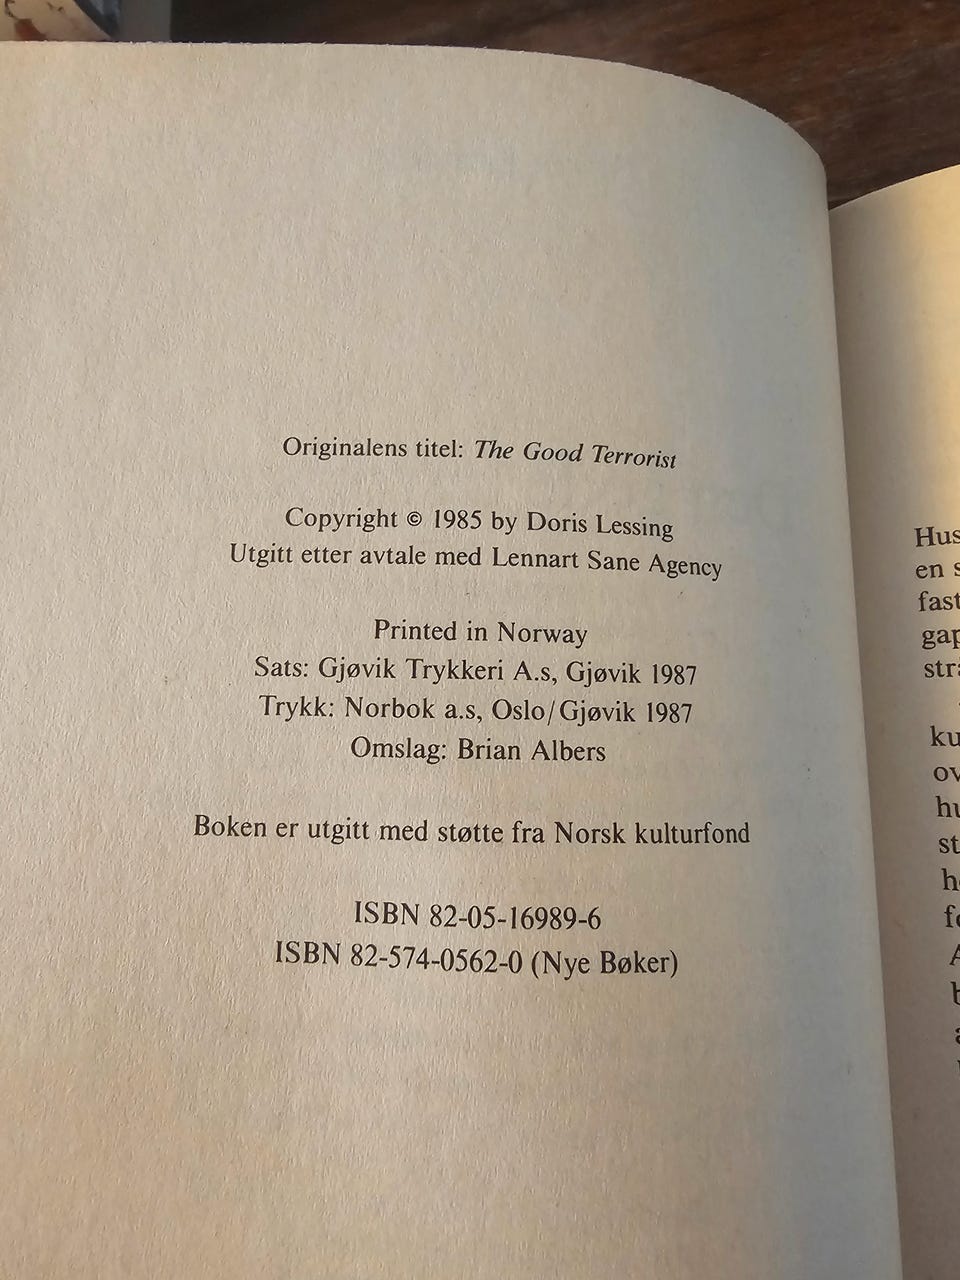 Originalens titel: The Good Terrorist
Copyright © 1985 by Doris Lessing
Utgitt etter avtale med Lennart Sane Agency
Printed in Norway
Sats: Gjøvik Trykkeri A.s, Gjøvik 1987
Trykk: Norbok a.s, Oslo/Gjøvik 1987
Omslag: Brian Albers
Boken er utgitt med støtte fra Norsk kulturfond
ISBN 82-05-16989-6
ISBN 82-574-0562-0 (Nye Bøker)
en